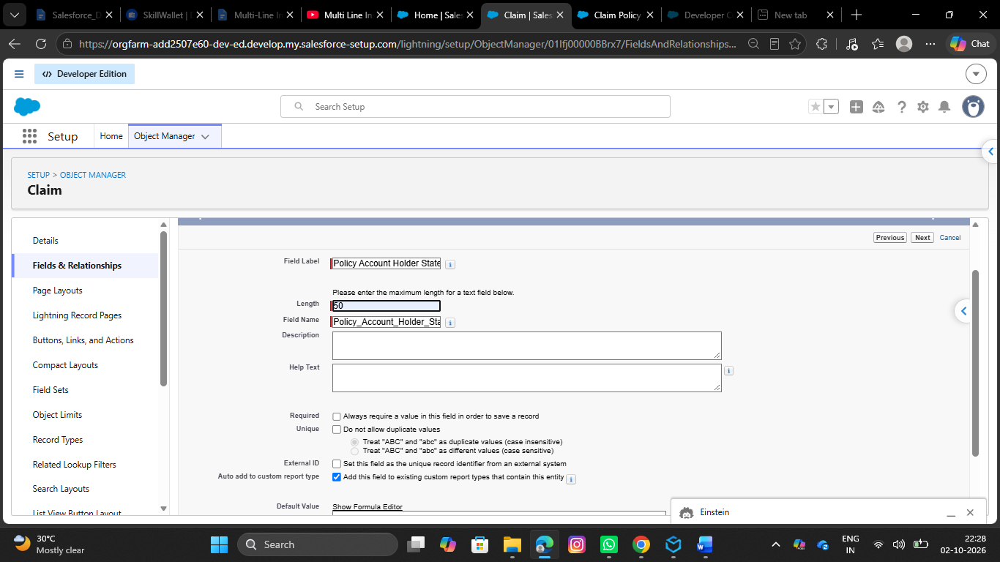 Salesforce_D
SkillWallet | D
Multi-Line In
Multi Line In
Home | Sales
Claim | Sales
Claim Policy
Developer C
New tab
https://orgfarm-add2507e60-dev-ed.develop.my.salesforce-setup.com/lightning/setup/ObjectManager/01Ifj00000BBrx7/FieldsAndRelationships...
Chat
Developer Edition
Search Setup
Setup
Home
Object Manager
SETUP > OBJECT MANAGER
Claim
Details
Fields & Relationships
Page Layouts
Lightning Record Pages
Buttons, Links, and Actions
Compact Layouts
Field Sets
Object Limits
Record Types
Related Lookup Filters
Search Layouts
List View Button Layout
Previous
Next
Cancel
Field Label
Policy Account Holder State
Please enter the maximum length for a text field below.
Length
50
Field Name
Policy_Account_Holder_Sta
Description
Help Text
Required
Always require a value in this field in order to save a record
Unique
Do not allow duplicate values
Treat "ABC" and "abc" as duplicate values (case insensitive)
Treat "ABC" and "abc" as different values (case sensitive)
External ID
Set this field as the unique record identifier from an external system
Auto add to custom report type
Add this field to existing custom report types that contain this entity
Default Value
Show Formula Editor
Einstein
30°C
Mostly clear
Search
ENG
IN
22:28
02-10-2026